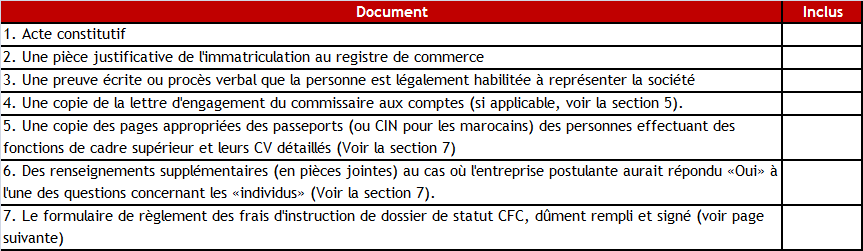 Document Inclus
1. Acte constitutif
2. Une pièce justificative de l'immatriculation au registre de commerce
3. Une preuve écrite ou procès verbal que la personne est légalement habilitée à représenter la société
4. Une copie de la lettre d'engagement du commissaire aux comptes (si applicable, voir la section 5).
5. Une copie des pages appropriées des passeports (ou CIN pour les marocains) des personnes effectuant des
fonctions de cadre supérieur et leurs CV détaillés (Voir la section 7)
6. Des renseignements supplémentaires (en pièces jointes) au cas où l'entreprise postulante aurait répondu «Oui» à
l'une des questions concernant les «individus» (Voir la section 7).
7. Le formulaire de règlement des frais d'instruction de dossier de statut CFC, dûment rempli et signé (voir page
suivante)